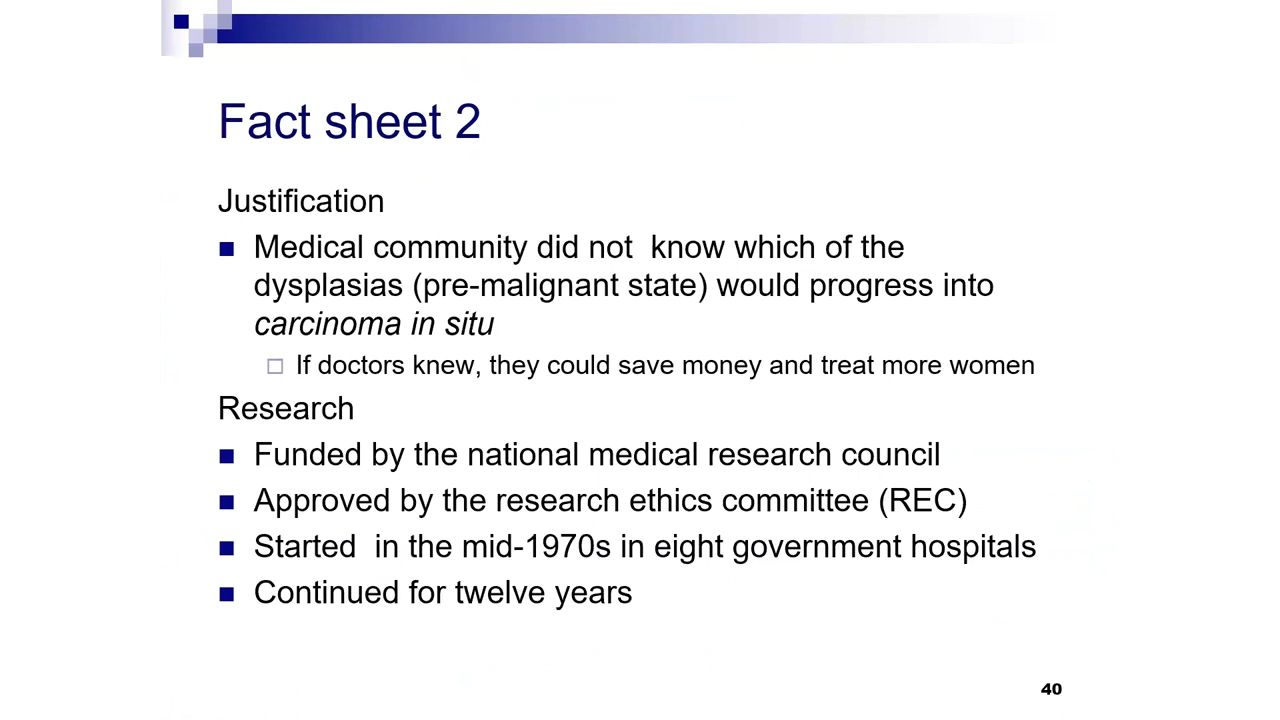 Fact sheet 2
Justification
Medical community did not  know which of the
dysplasias (pre-malignant state) would progress into
carcinoma in situ
If doctors knew, they could save money and treat more women
Research
Funded by the national medical research council
Approved by the research ethics committee (REC)
Started  in the mid-1970s in eight government hospitals
Continued for twelve years
40